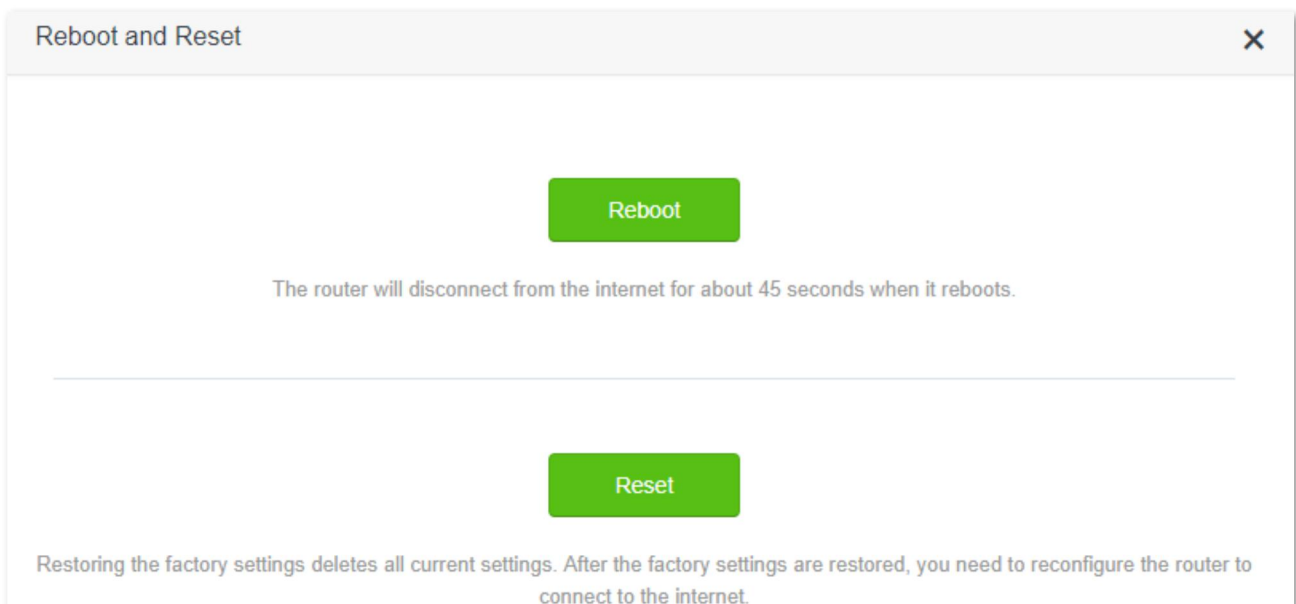 Reboot and Reset
Reboot
The router will disconnect from the internet for about 45 seconds when it reboots.
Reset
Restoring the factory settings deletes all current settings. After the factory settings are restored, you need to reconfigure the router to
connect to the internet.